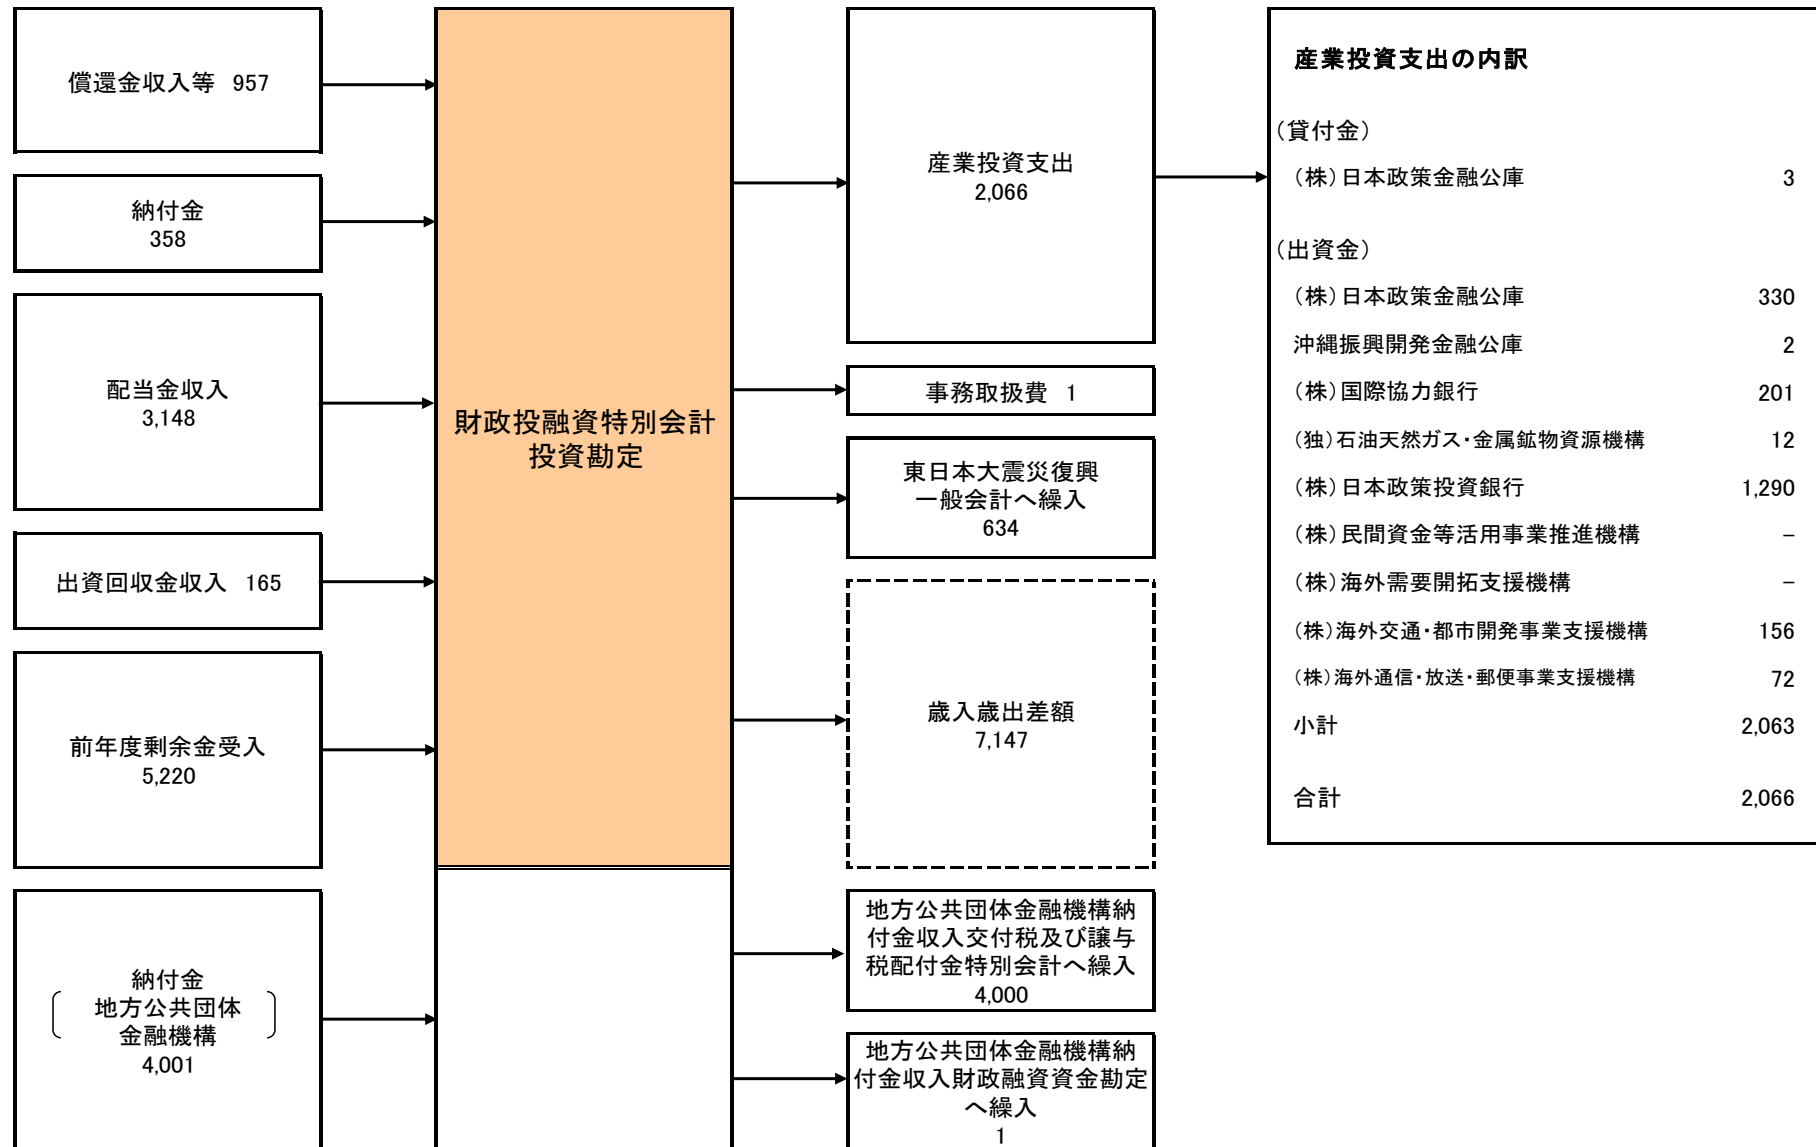 償還金収入等 957
納付金
358
配当金収入
3,148
出資回収金収入 165
前年度剰余金受入
5,220
納付金
地方公共団体
金融機構
4,001
財政投融資特別会計
投資勘定
産業投資支出
2,066
事務取扱費 1
東日本大震災復興
一般会計へ繰入
634
歳入歳出差額
7,147
地方公共団体金融機構納
付金収入交付税及び譲与
税配付金特別会計へ繰入
4,000
地方公共団体金融機構納
付金収入財政融資資金勘定
へ繰入
1
産業投資支出の内訳
(貸付金)
(株)日本政策金融公庫 3
(出資金)
(株)日本政策金融公庫 330
沖縄振興開発金融公庫 2
(株)国際協力銀行 201
(独)石油天然ガス・金属鉱物資源機構 12
(株)日本政策投資銀行 1,290
(株)民間資金等活用事業推進機構 −
(株)海外需要開拓支援機構 −
(株)海外交通・都市開発事業支援機構 156
(株)海外通信・放送・郵便事業支援機構 72
小計 2,063
合計 2,066